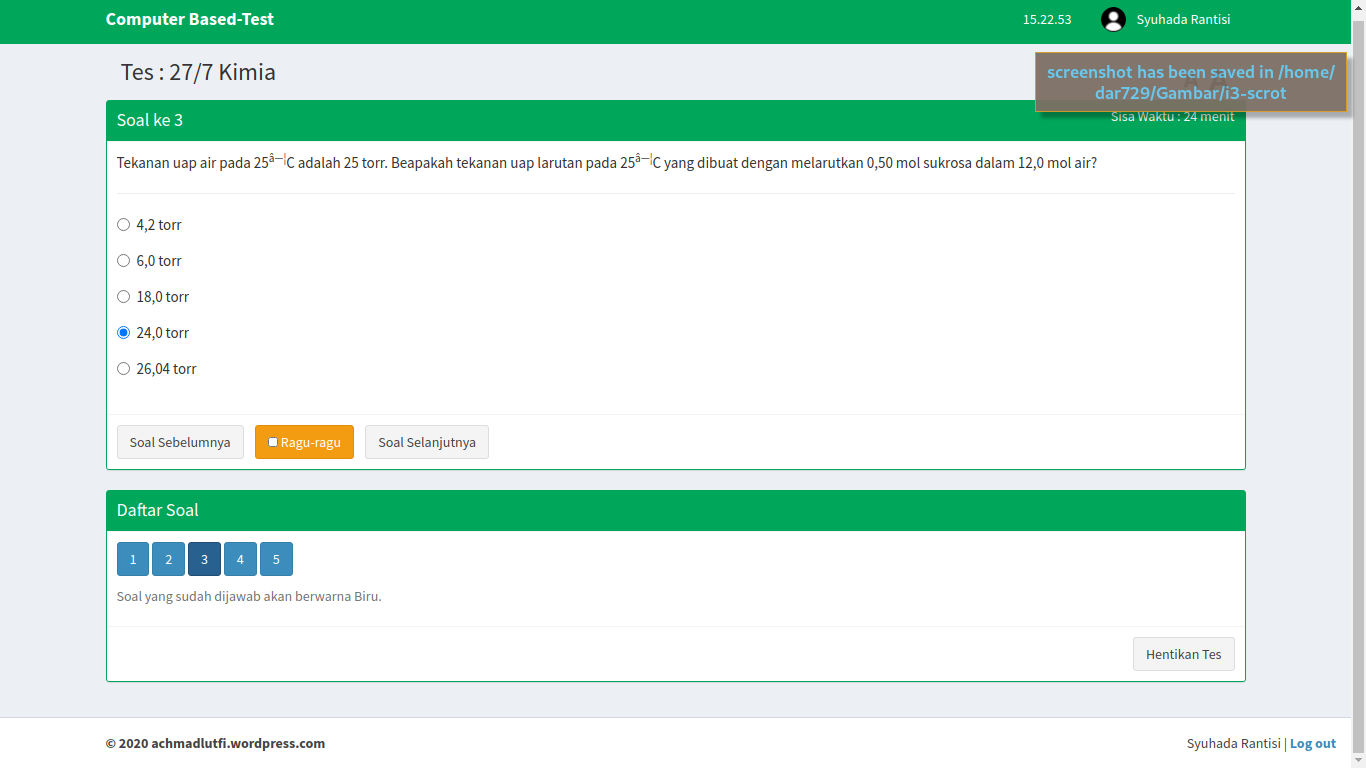 Computer Based-Test
15.22.53
Syuhada Rantisi
Tes : 27/7 Kimia
screenshot has been saved in /home/
dar729/Gambar/i3-scrot
Soal ke 3
Sisa Waktu : 24 menit
Tekanan uap air pada 25â—¦C adalah 25 torr. Beapakah tekanan uap larutan pada 25â—¦C yang dibuat dengan melarutkan 0,50 mol sukrosa dalam 12,0 mol air?
4,2 torr
6,0 torr
18,0 torr
24,0 torr
26,04 torr
Soal Sebelumnya
Ragu-ragu
Soal Selanjutnya
Daftar Soal
1 2 3 4 5
Soal yang sudah dijawab akan berwarna Biru.
Hentikan Tes
© 2020 achmadlutfi.wordpress.com
Syuhada Rantisi | Log out